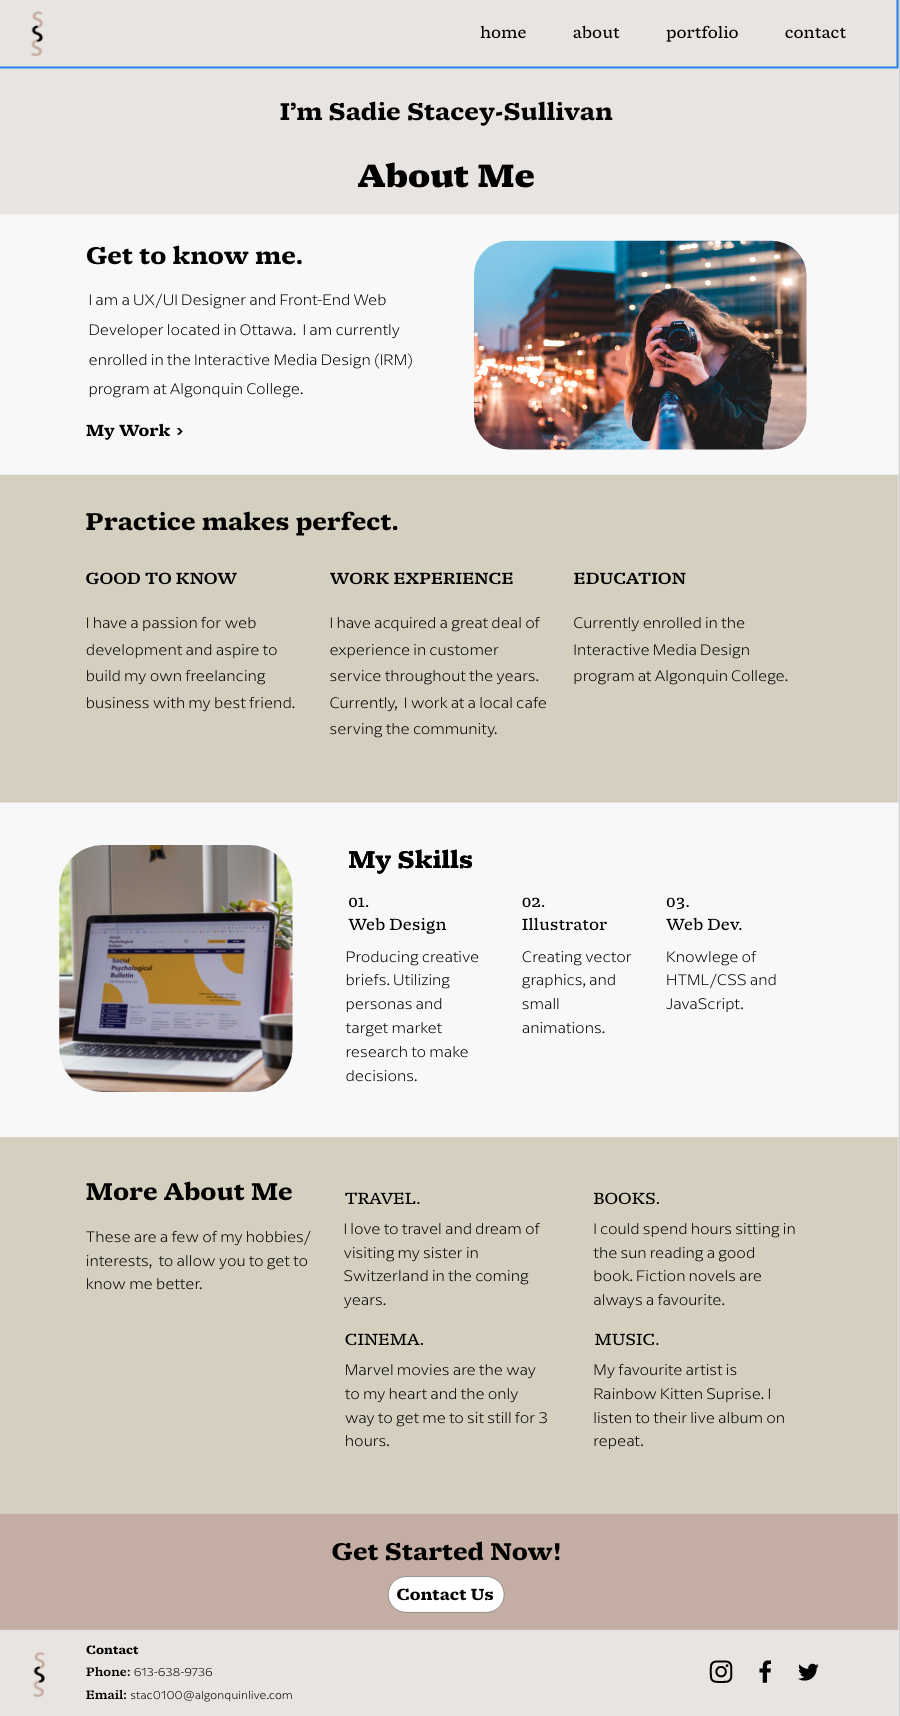 SSS
home about portfolio contact
I’m Sadie Stacey-Sullivan
About Me
Get to know me.
I am a UX/UI Designer and Front-End Web
Developer located in Ottawa.  I am currently
enrolled in the Interactive Media Design (IRM)
program at Algonquin College.
My Work >
Practice makes perfect.
GOOD TO KNOW
I have a passion for web
development and aspire to
build my own freelancing
business with my best friend.
WORK EXPERIENCE
I have acquired a great deal of
experience in customer
service throughout the years.
Currently,  I work at a local cafe
serving the community.
EDUCATION
Currently enrolled in the
Interactive Media Design
program at Algonquin College.
Social
Psychological
Bulletin
Social
Psychological
Bulletin
My Skills
01.
Web Design
Producing creative
briefs. Utilizing
personas and
target market
research to make
decisions.
02.
Illustrator
Creating vector
graphics, and
small
animations.
03.
Web Dev.
Knowlege of
HTML/CSS and
JavaScript.
More About Me
These are a few of my hobbies/
interests,  to allow you to get to
know me better.
TRAVEL.
I love to travel and dream of
visiting my sister in
Switzerland in the coming
years.
BOOKS.
I could spend hours sitting in
the sun reading a good
book. Fiction novels are
always a favourite.
CINEMA.
Marvel movies are the way
to my heart and the only
way to get me to sit still for 3
hours.
MUSIC.
My favourite artist is
Rainbow Kitten Suprise. I
listen to their live album on
repeat.
Get Started Now!
Contact Us
SSS
Contact
Phone: 613-638-9736
Email: stac0100@algonquinlive.com